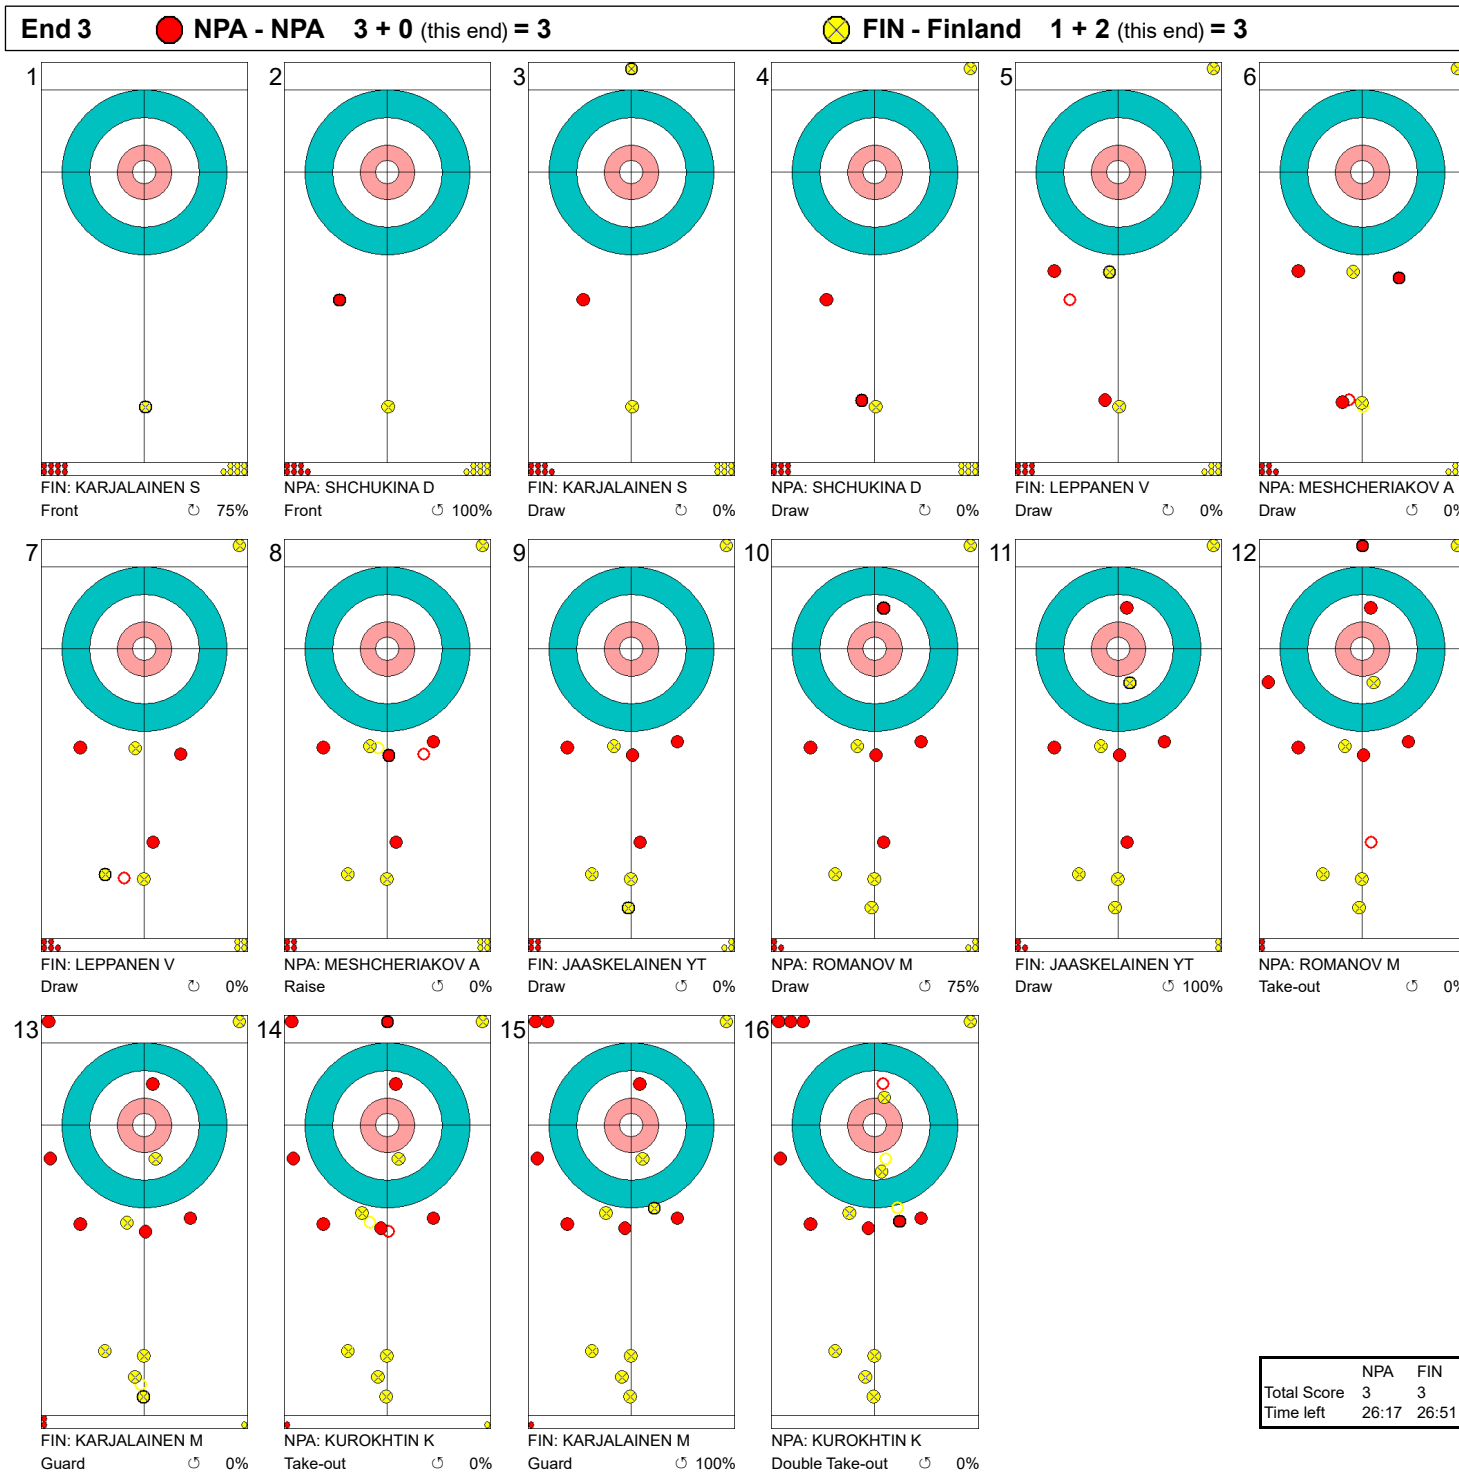 End 3 NPA - NPA 3 + 0 (this end) = 3 FIN - Finland 1 + 2 (this end) = 3
1 2 3 4 5 6
FIN: KARJALAINEN S NPA: SHCHUKINA D FIN: KARJALAINEN S NPA: SHCHUKINA D FIN: LEPPANEN V NPA: MESHCHERIAKOV A
Front ↻ 75% Front ↺ 100% Draw ↻ 0% Draw ↻ 0% Draw ↻ 0% Draw ↺ 0%
7 8 9 10 11 12
FIN: LEPPANEN V NPA: MESHCHERIAKOV A FIN: JAASKELAINEN YT NPA: ROMANOV M FIN: JAASKELAINEN YT NPA: ROMANOV M
Draw ↻ 0% Raise ↺ 0% Draw ↺ 0% Draw ↺ 75% Draw ↺ 100% Take-out ↺ 0%
13 14 15 16
FIN: KARJALAINEN M NPA: KUROKHTIN K FIN: KARJALAINEN M NPA: KUROKHTIN K
Guard ↺ 0% Take-out ↺ 0% Guard ↺ 100% Double Take-out ↺ 0%
NPA FIN
Total Score 3 3
Time left 26:17 26:51